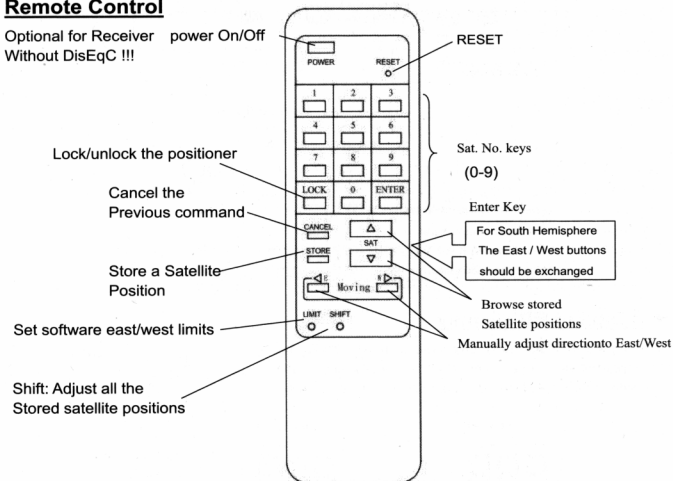 Remote Control
Optional for Receiver power On/Off
Without DisEqC !!!
RESET
POWER
RESET
1 2 3
4 5 6
7 8 9
LOCK 0 ENTER
Lock/unlock the positioner
Sat. No. keys
(0-9)
Cancel the
Previous command
Enter Key
CANCEL
SAT
STORE
For South Hemisphere
The East / West buttons
should be exchanged
Store a Satellite
Position
E Moving W
Browse stored
Satellite positions
LIMIT SHIFT
Set software east/west limits
Manually adjust directionto East/West
Shift: Adjust all the
Stored satellite positions